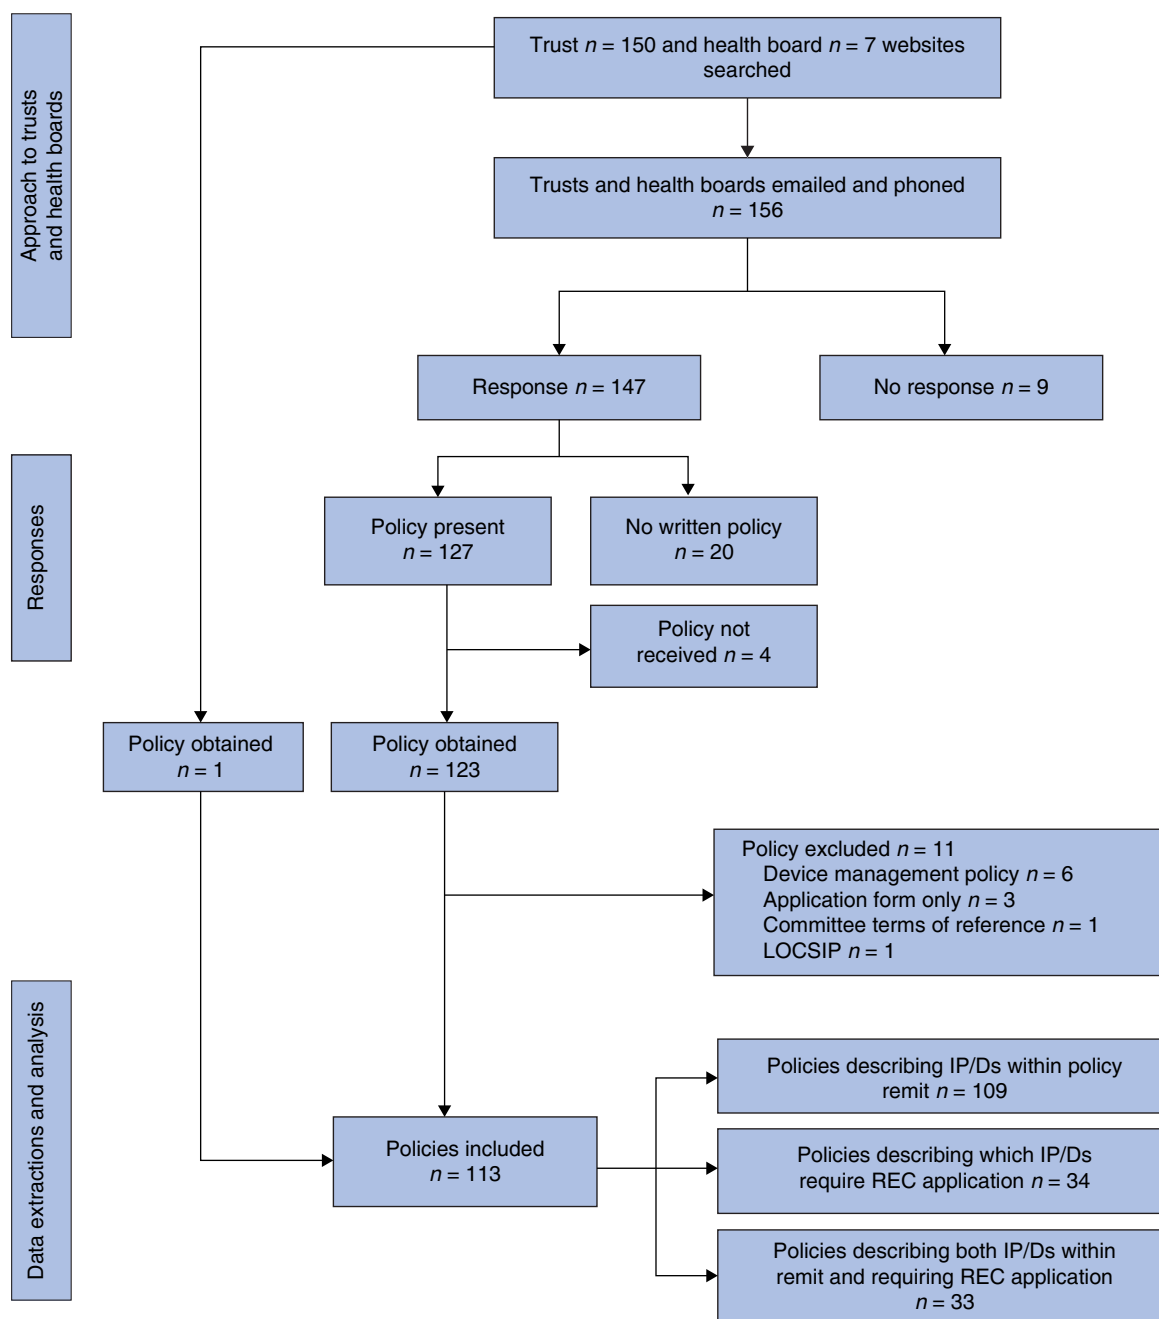 Approach to trusts
and health boards
Trust n = 150 and health board n = 7 websites
searched
Trusts and health boards emailed and phoned
n = 156
Response n = 147
No response n = 9
Responses
Policy present
n = 127
No written policy
n = 20
Policy not
received n = 4
Policy obtained
n = 1
Policy obtained
n = 123
Policy excluded n = 11
Device management policy n = 6
Application form only n = 3
Committee terms of reference n = 1
LOCSIP n = 1
Data extractions and analysis
Policies included
n = 113
Policies describing IP/Ds within policy
remit n = 109
Policies describing which IP/Ds
require REC application n = 34
Policies describing both IP/Ds within
remit and requiring REC application
n = 33